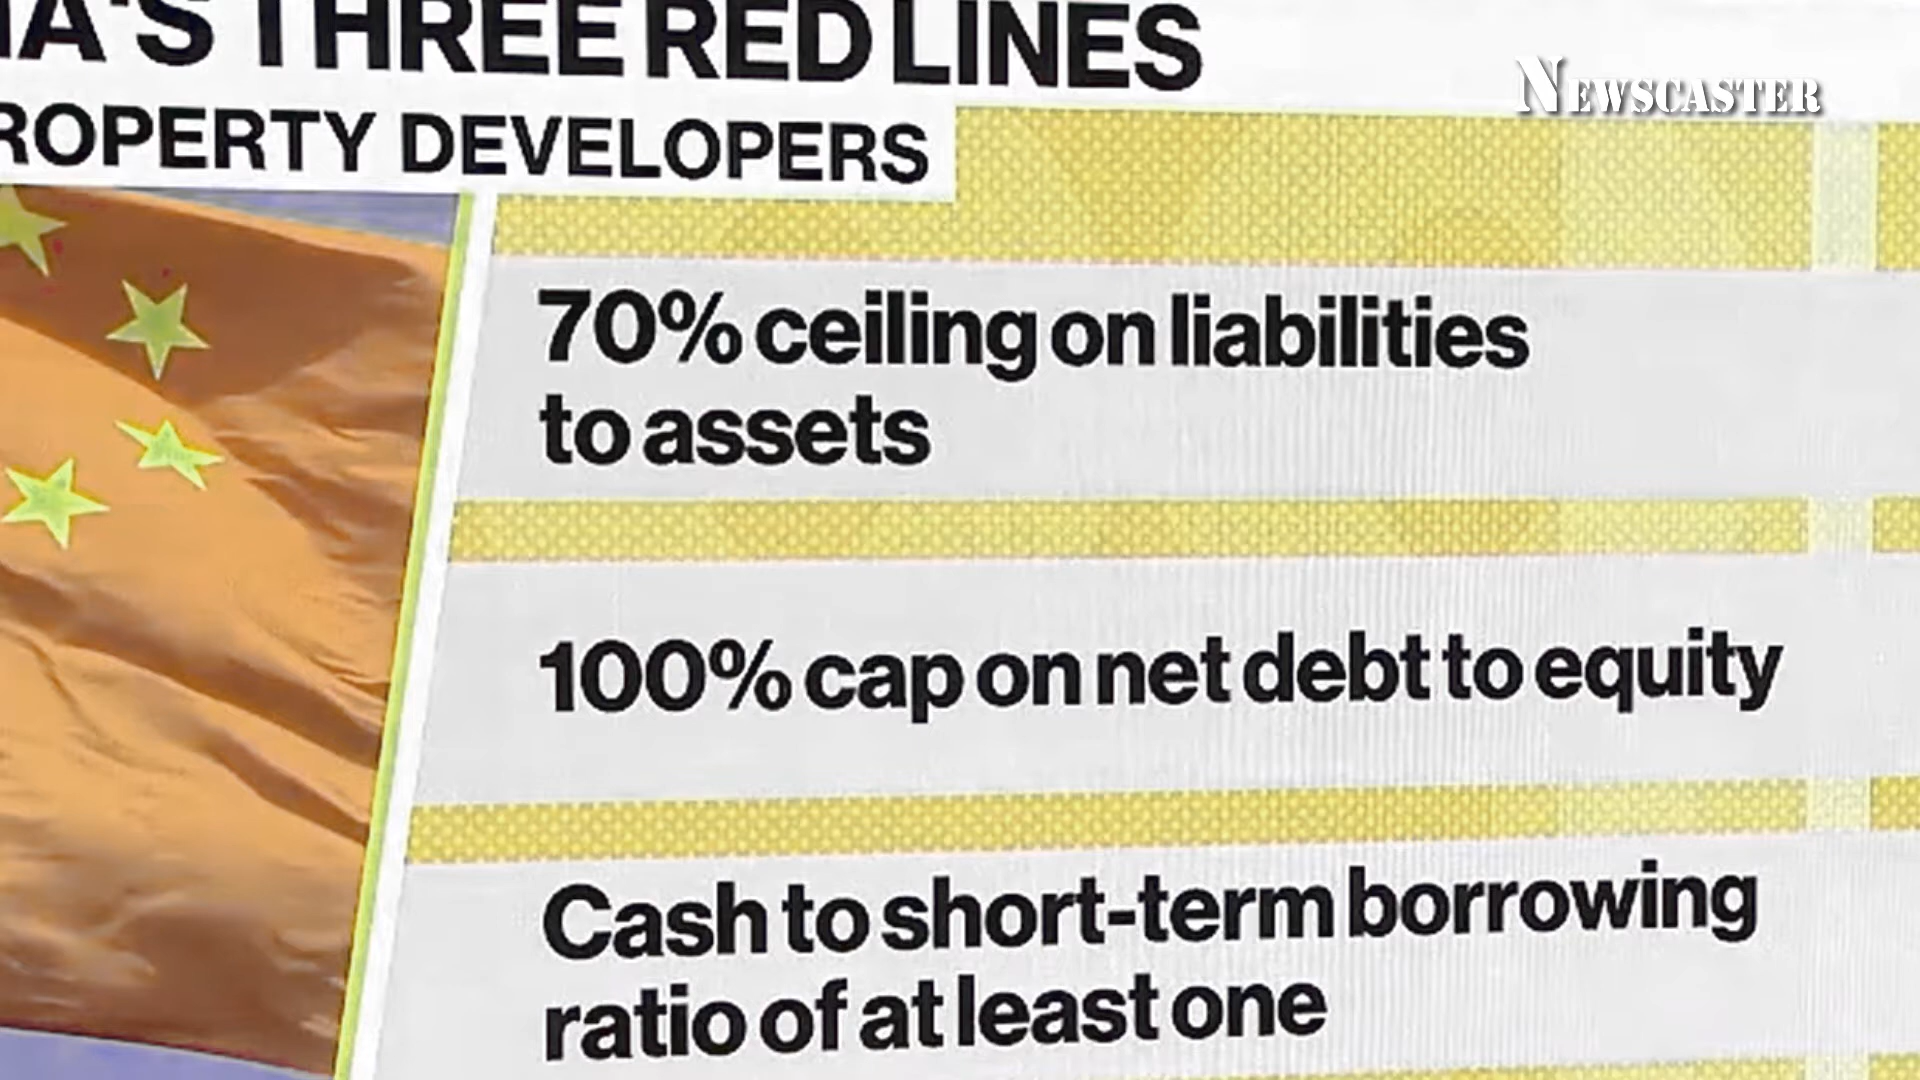 IA'S THREE RED LINES
NEWSCASTER
ROPERTY DEVELOPERS
70% ceiling on liabilities
to assets
100% cap on net debt to equity
Cash to short-term borrowing
ratio of at least one